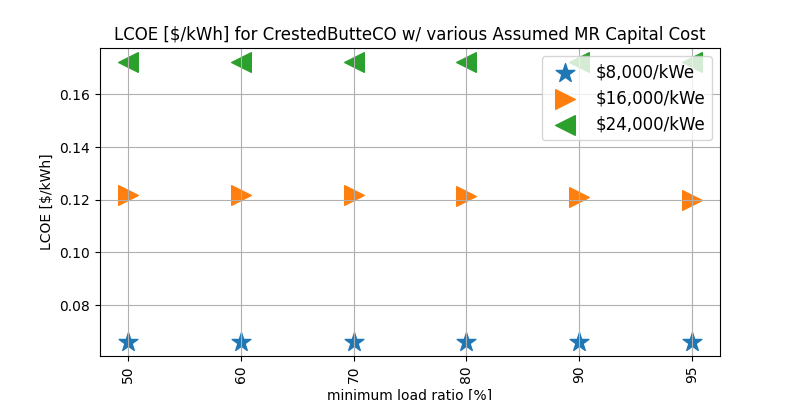 LCOE [$/kWh] for CrestedButteCO w/ various Assumed MR Capital Cost
$8,000/kWe
$16,000/kWe
$24,000/kWe
LCOE [$/kWh]
0.16
0.14
0.12
0.10
0.08
50 60 70 80 90 95
minimum load ratio [%]